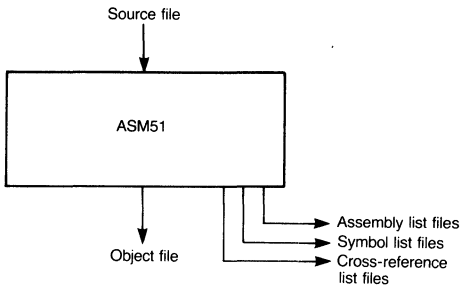 Source file
ASM51
Assembly list files
Symbol list files
Object file
Cross-reference
list files